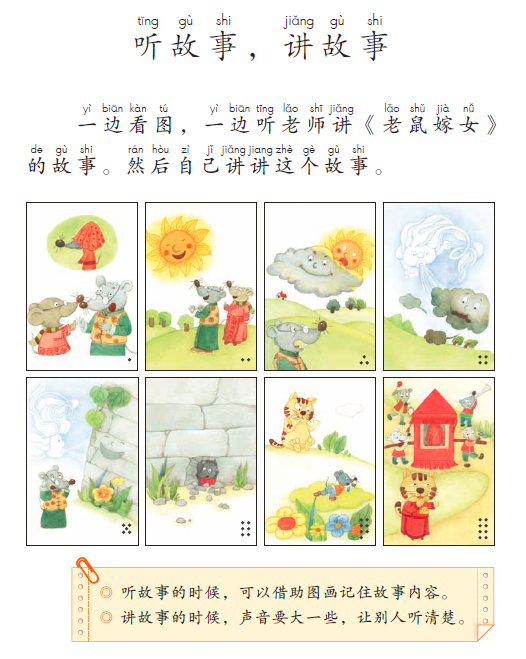 tīng gù shi jiǎng gù shi
听故事，讲故事
yì biān kàn tú yì biān tīng lǎo shī jiǎng lǎo shǔ jià nǚ
一边看图，一边听老师讲《老鼠嫁女》
de gù shi rán hòu zì jǐ jiǎng jiang zhè gè gù shi
的故事。然后自己讲讲这个故事。
听故事的时候，可以借助图画记住故事内容。
讲故事的时候，声音要大一些，让别人听清楚。